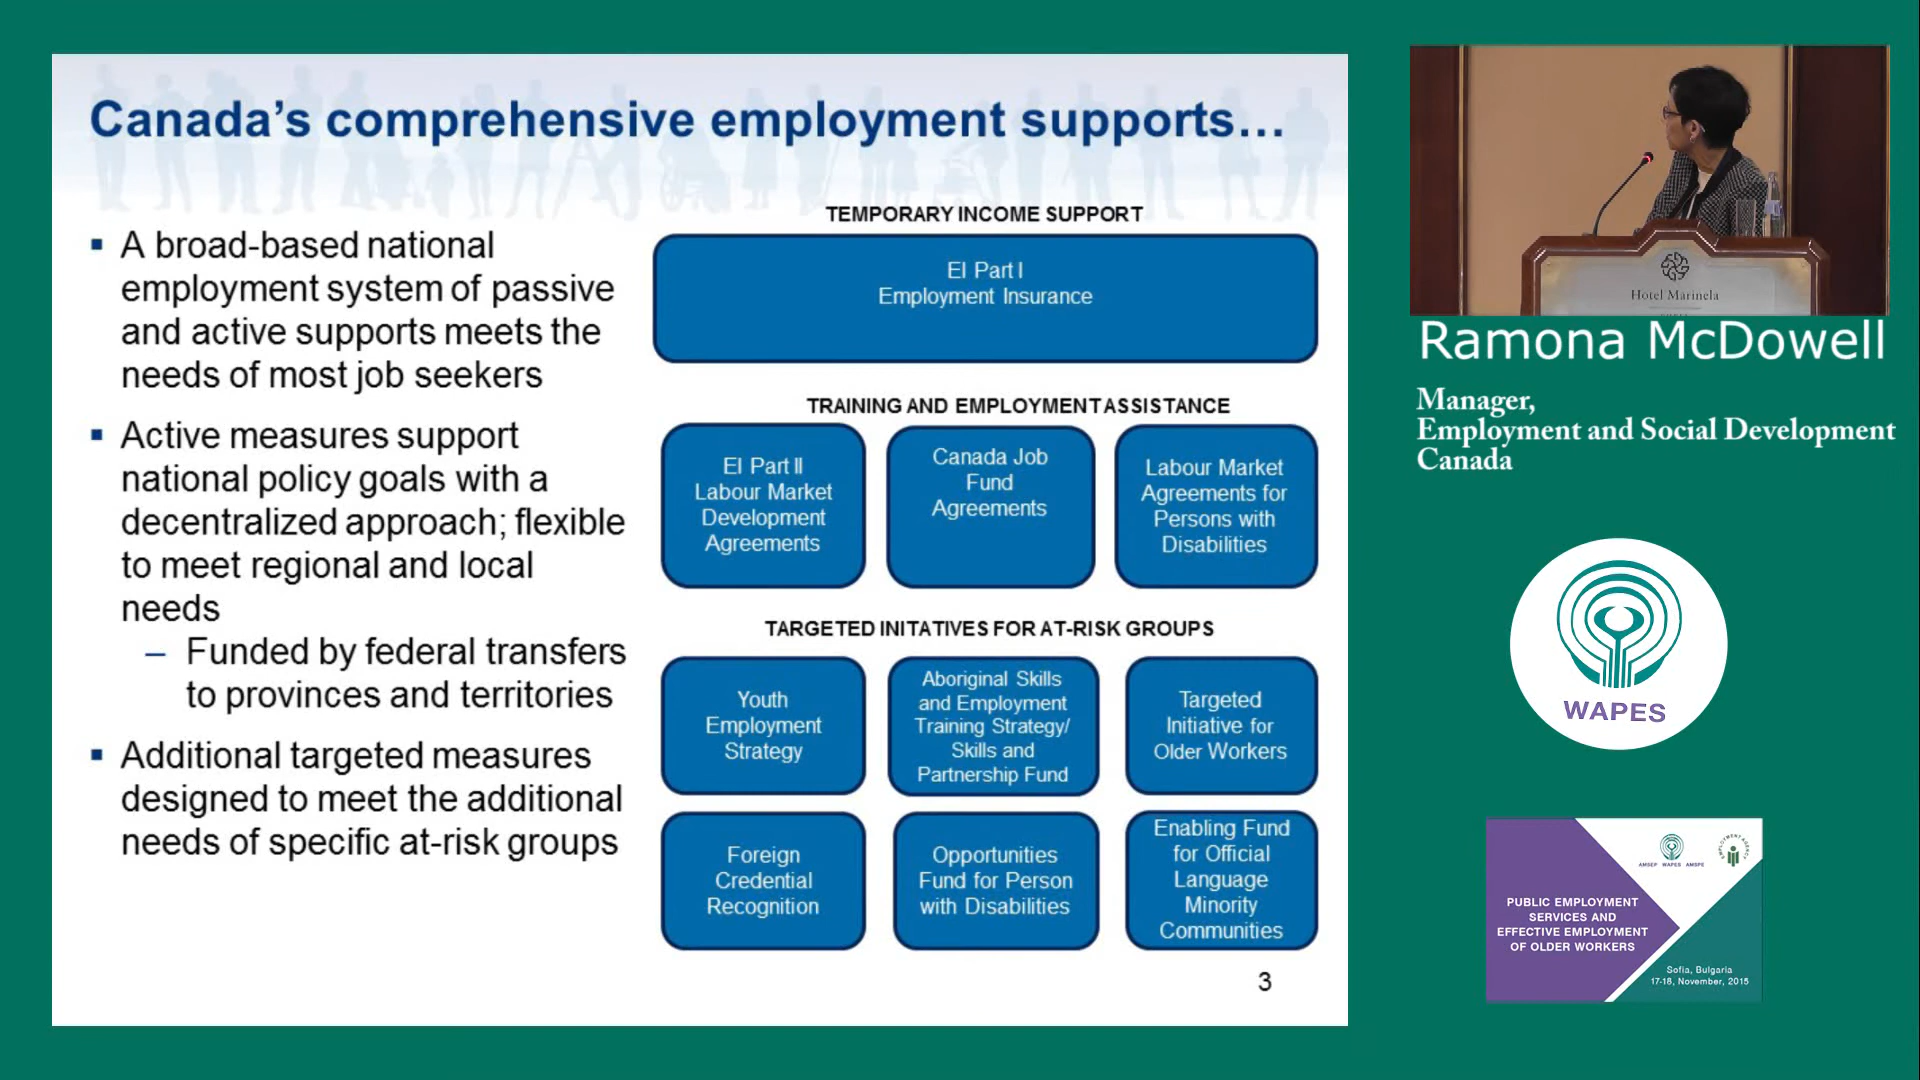 Canada's comprehensive employment supports…
▪ A broad-based national
employment system of passive
and active supports meets the
needs of most job seekers
▪ Active measures support
national policy goals with a
decentralized approach; flexible
to meet regional and local
needs
– Funded by federal transfers
to provinces and territories
▪ Additional targeted measures
designed to meet the additional
needs of specific at-risk groups
TEMPORARY INCOME SUPPORT
EI Part I
Employment Insurance
TRAINING AND EMPLOYMENT ASSISTANCE
EI Part II
Labour Market
Development
Agreements
Canada Job
Fund
Agreements
Labour Market
Agreements for
Persons with
Disabilities
TARGETED INITATIVES FOR AT-RISK GROUPS
Youth
Employment
Strategy
Aboriginal Skills
and Employment
Training Strategy/
Skills and
Partnership Fund
Targeted
Initiative for
Older Workers
Foreign
Credential
Recognition
Opportunities
Fund for Person
with Disabilities
Enabling Fund
for Official
Language
Minority
Communities
3
Hotel Marinela
Ramona McDowell
Manager,
Employment and Social Development
Canada
WAPES
AMSEP WAPES AMSPE
EMPLOYMENT AGENCY
PUBLIC EMPLOYMENT
SERVICES AND
EFFECTIVE EMPLOYMENT
OF OLDER WORKERS
Sofia, Bulgaria
17-18, November, 2015